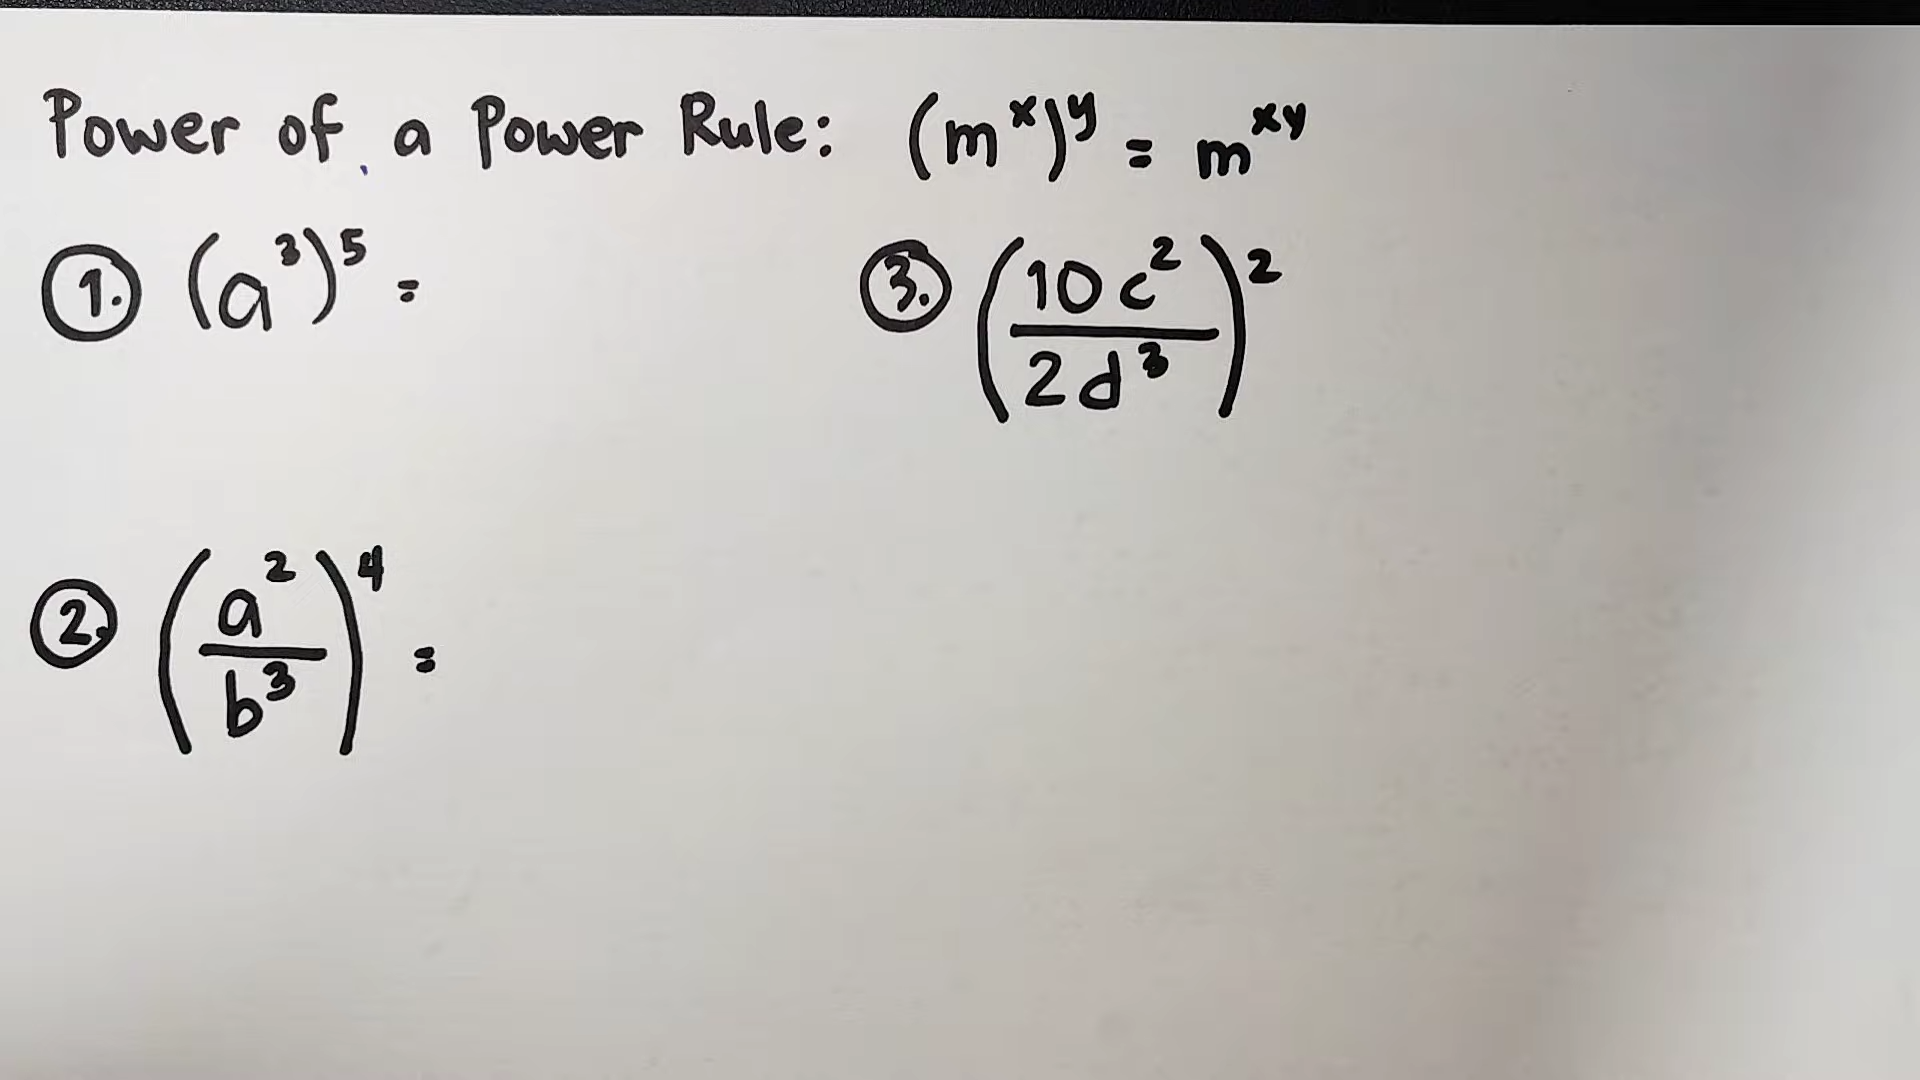 Power of a Power Rule: (m^x)^y = m^xy
1. (a^3)^5 =
2. (a^2/b^3)^4 =
3. (10c^2/2d^3)^2